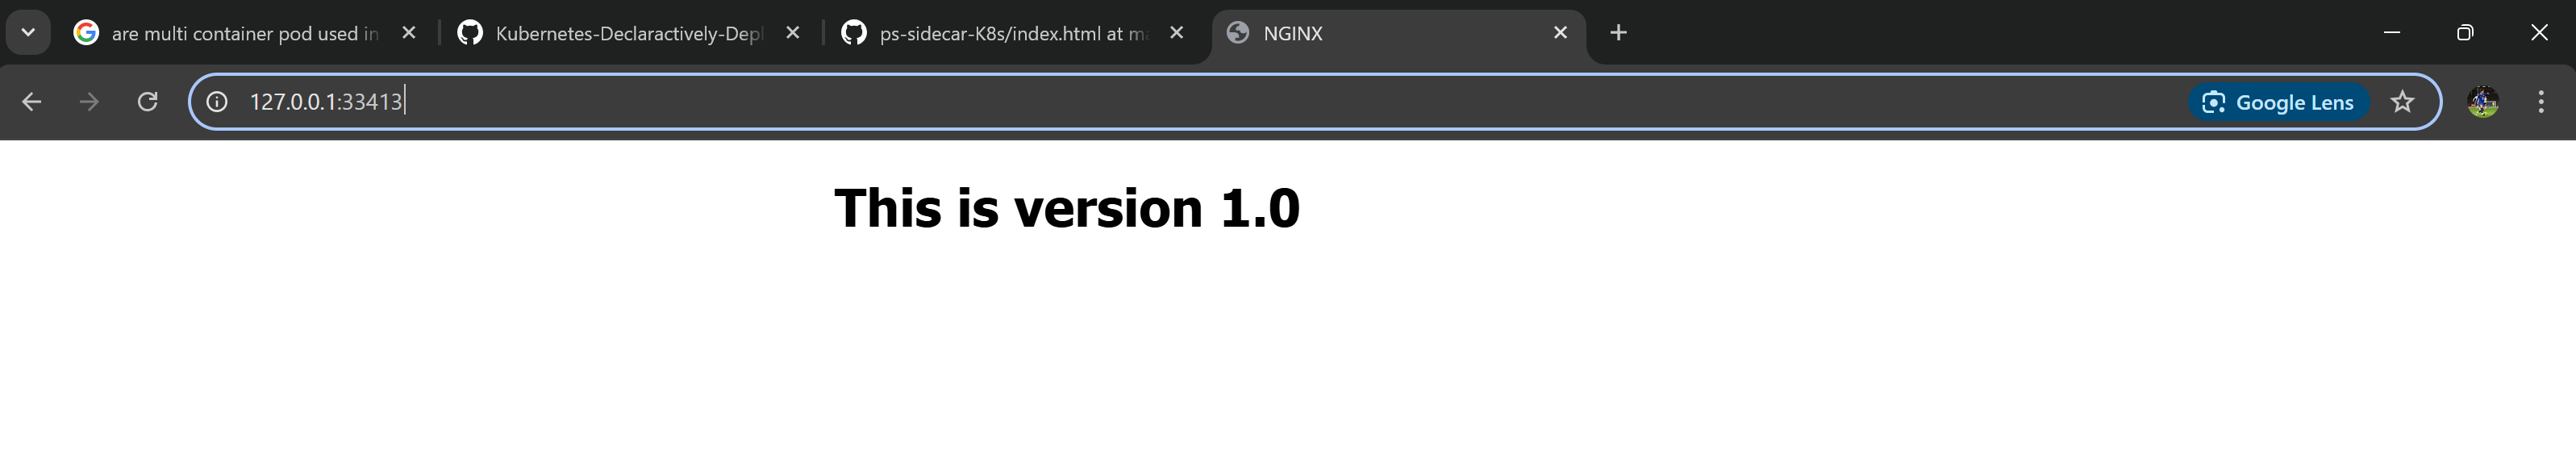 are multi container pod used in
Kubernetes-Declaractively-Depl
ps-sidecar-K8s/index.html at ma
NGINX
127.0.0.1:33413
Google Lens
This is version 1.0